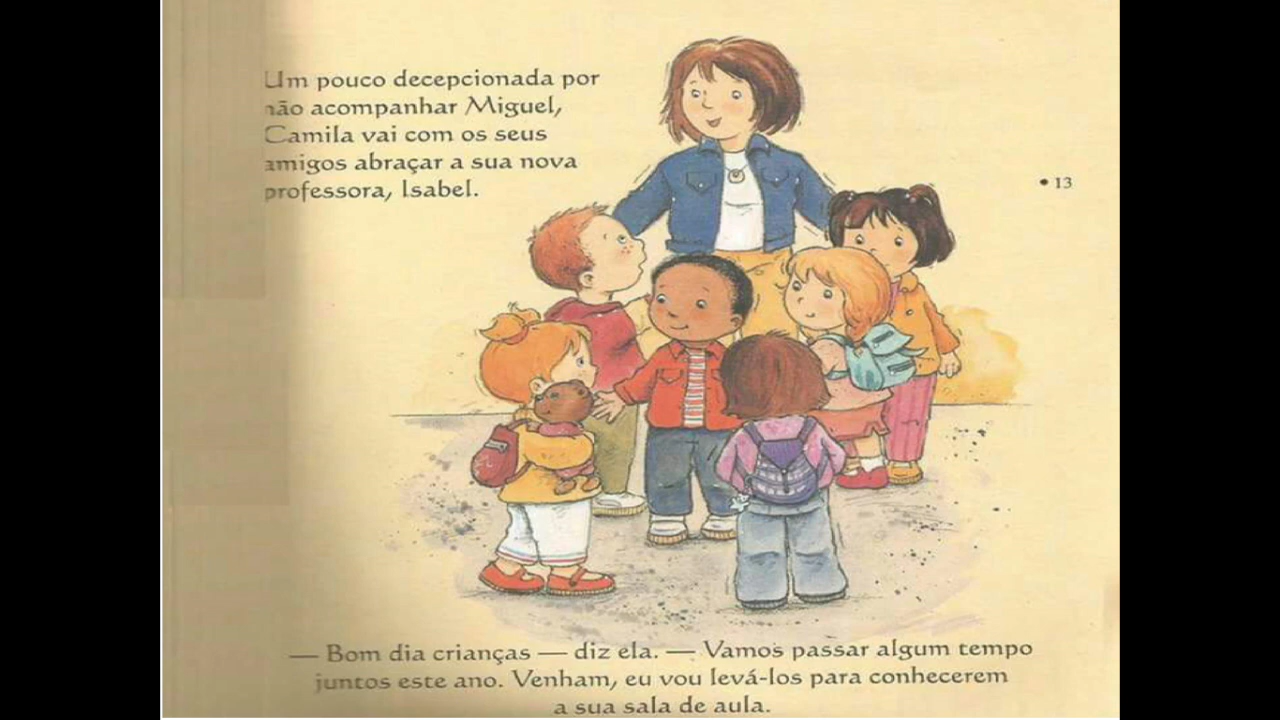 Um pouco decepcionada por
não acompanhar Miguel,
Camila vai com os seus
amigos abraçar a sua nova
professora, Isabel.
• 13
— Bom dia crianças — diz ela. — Vamos passar algum tempo
juntos este ano. Venham, eu vou levá-los para conhecerem
a sua sala de aula.